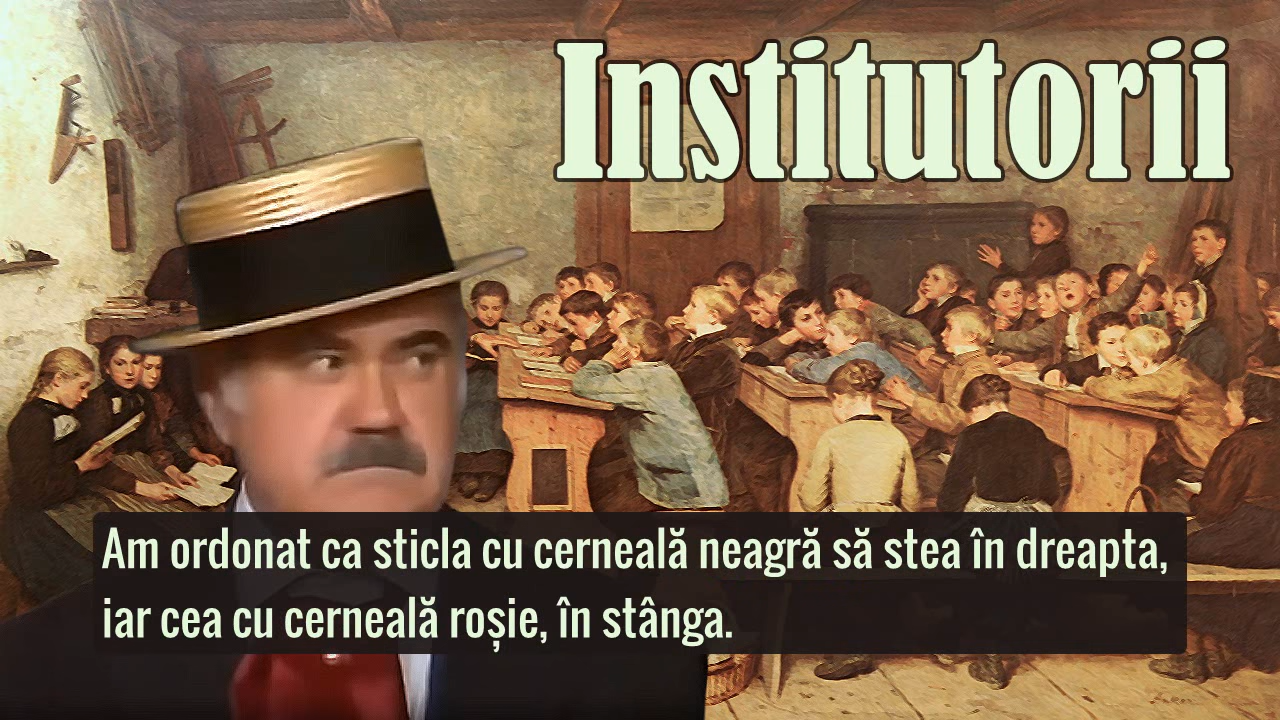 Institutorii
Am ordonat ca sticla cu cerneală neagră să stea în dreapta,
iar cea cu cerneală roșie, în stânga.